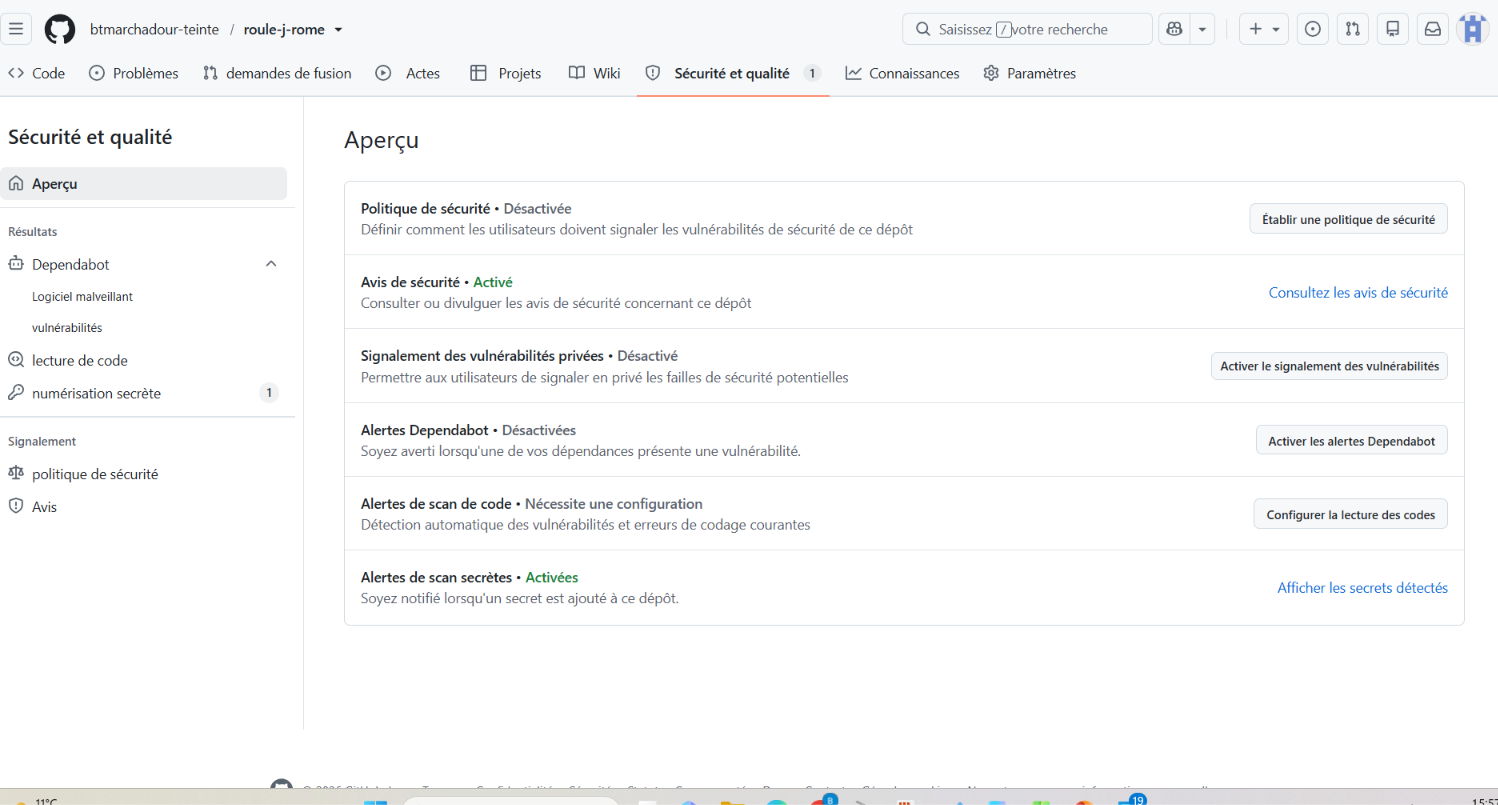 btmarchadour-teinte / roule-j-rome
Saisissez / votre recherche
Code
Problèmes
demandes de fusion
Actes
Projets
Wiki
Sécurité et qualité 1
Connaissances
Paramètres
Sécurité et qualité
Aperçu
Résultats
Dependabot
Logiciel malveillant
vulnérabilités
lecture de code
numérisation secrète 1
Signalement
politique de sécurité
Avis
Aperçu
Politique de sécurité • Désactivée
Définir comment les utilisateurs doivent signaler les vulnérabilités de sécurité de ce dépôt
Établir une politique de sécurité
Avis de sécurité • Activé
Consulter ou divulguer les avis de sécurité concernant ce dépôt
Consultez les avis de sécurité
Signalement des vulnérabilités privées • Désactivé
Permettre aux utilisateurs de signaler en privé les failles de sécurité potentielles
Activer le signalement des vulnérabilités
Alertes Dependabot • Désactivées
Soyez averti lorsqu'une de vos dépendances présente une vulnérabilité.
Activer les alertes Dependabot
Alertes de scan de code • Nécessite une configuration
Détection automatique des vulnérabilités et erreurs de codage courantes
Configurer la lecture des codes
Alertes de scan secrètes • Activées
Soyez notifié lorsqu'un secret est ajouté à ce dépôt.
Afficher les secrets détectés
11°C
8
19